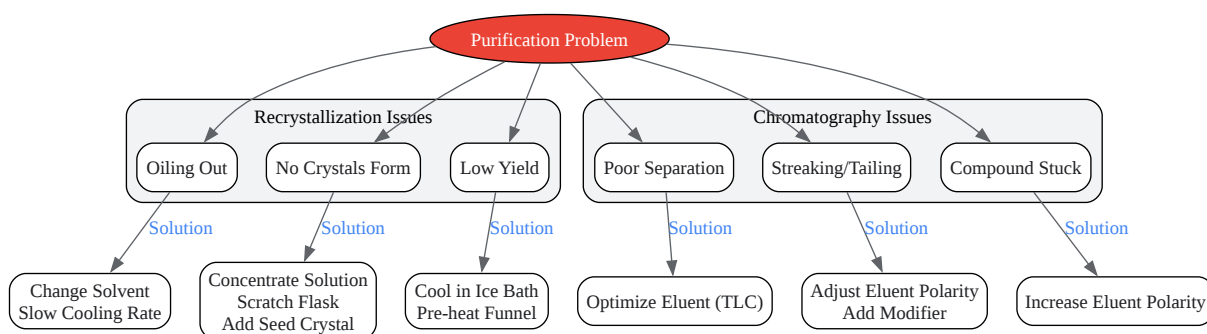 Purification Problem
Recrystallization Issues
Chromatography Issues
Oiling Out
No Crystals Form
Low Yield
Poor Separation
Streaking/Tailing
Compound Stuck
Solution
Solution
Solution
Solution
Solution
Solution
Change Solvent
Slow Cooling Rate
Concentrate Solution
Scratch Flask
Add Seed Crystal
Cool in Ice Bath
Pre-heat Funnel
Optimize Eluent (TLC)
Adjust Eluent Polarity
Add Modifier
Increase Eluent Polarity